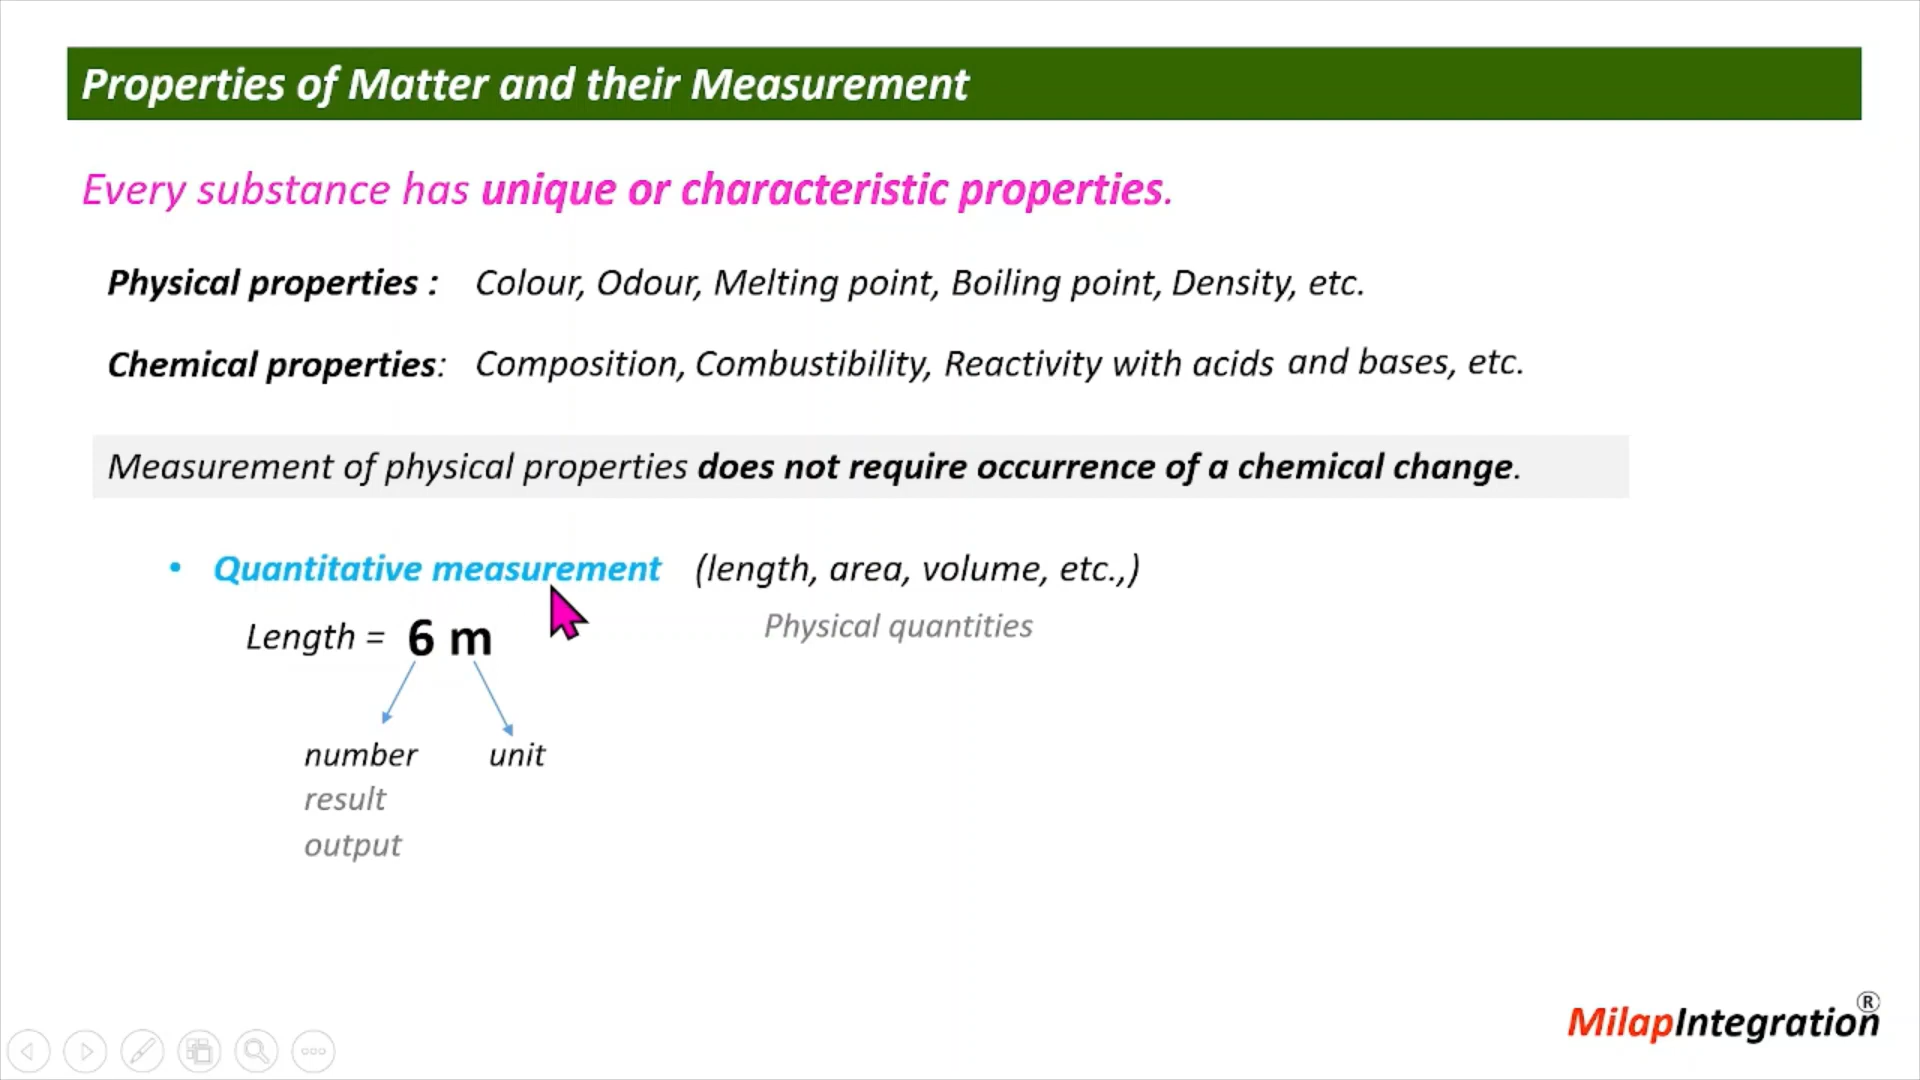 Properties of Matter and their Measurement
Every substance has unique or characteristic properties.
Physical properties : Colour, Odour, Melting point, Boiling point, Density, etc.
Chemical properties: Composition, Combustibility, Reactivity with acids and bases, etc.
Measurement of physical properties does not require occurrence of a chemical change.
• Quantitative measurement (length, area, volume, etc.,)
Physical quantities
Length = 6 m
number unit
result
output
MilapIntegration®